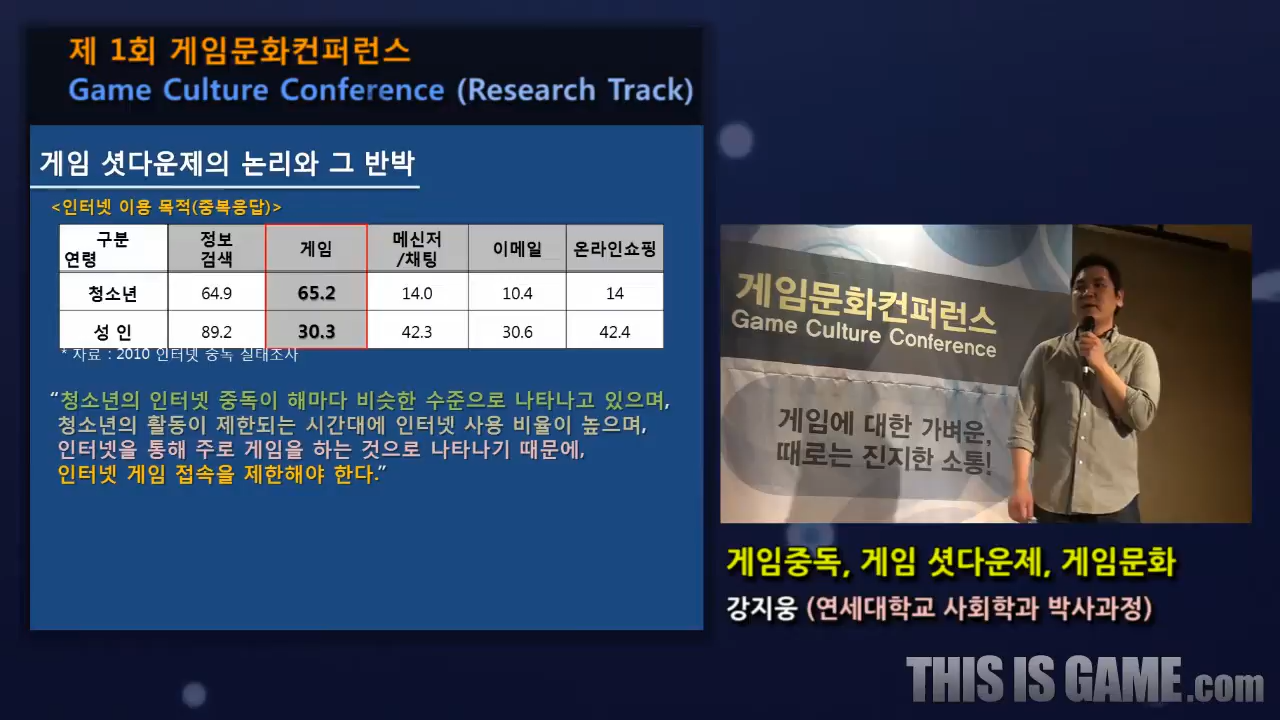 제 1회 게임문화컨퍼런스
Game Culture Conference (Research Track)
게임 셧다운제의 논리와 그 반박
<인터넷 이용 목적(중복응답)>
구분 연령 정보 검색 게임 메신저 /채팅 이메일 온라인쇼핑
청소년 64.9 65.2 14.0 10.4 14
성 인 89.2 30.3 42.3 30.6 42.4
* 자료 : 2010 인터넷 중독 실태조사
“청소년의 인터넷 중독이 해마다 비슷한 수준으로 나타나고 있으며,
청소년의 활동이 제한되는 시간대에 인터넷 사용 비율이 높으며,
인터넷을 통해 주로 게임을 하는 것으로 나타나기 때문에,
인터넷 게임 접속을 제한해야 한다.”
게임문화컨퍼런스
Game Culture Conference
게임에 대한 가벼운,
때로는 진지한 소통!
게임중독, 게임 셧다운제, 게임문화
강지웅 (연세대학교 사회학과 박사과정)
THIS IS GAME.com